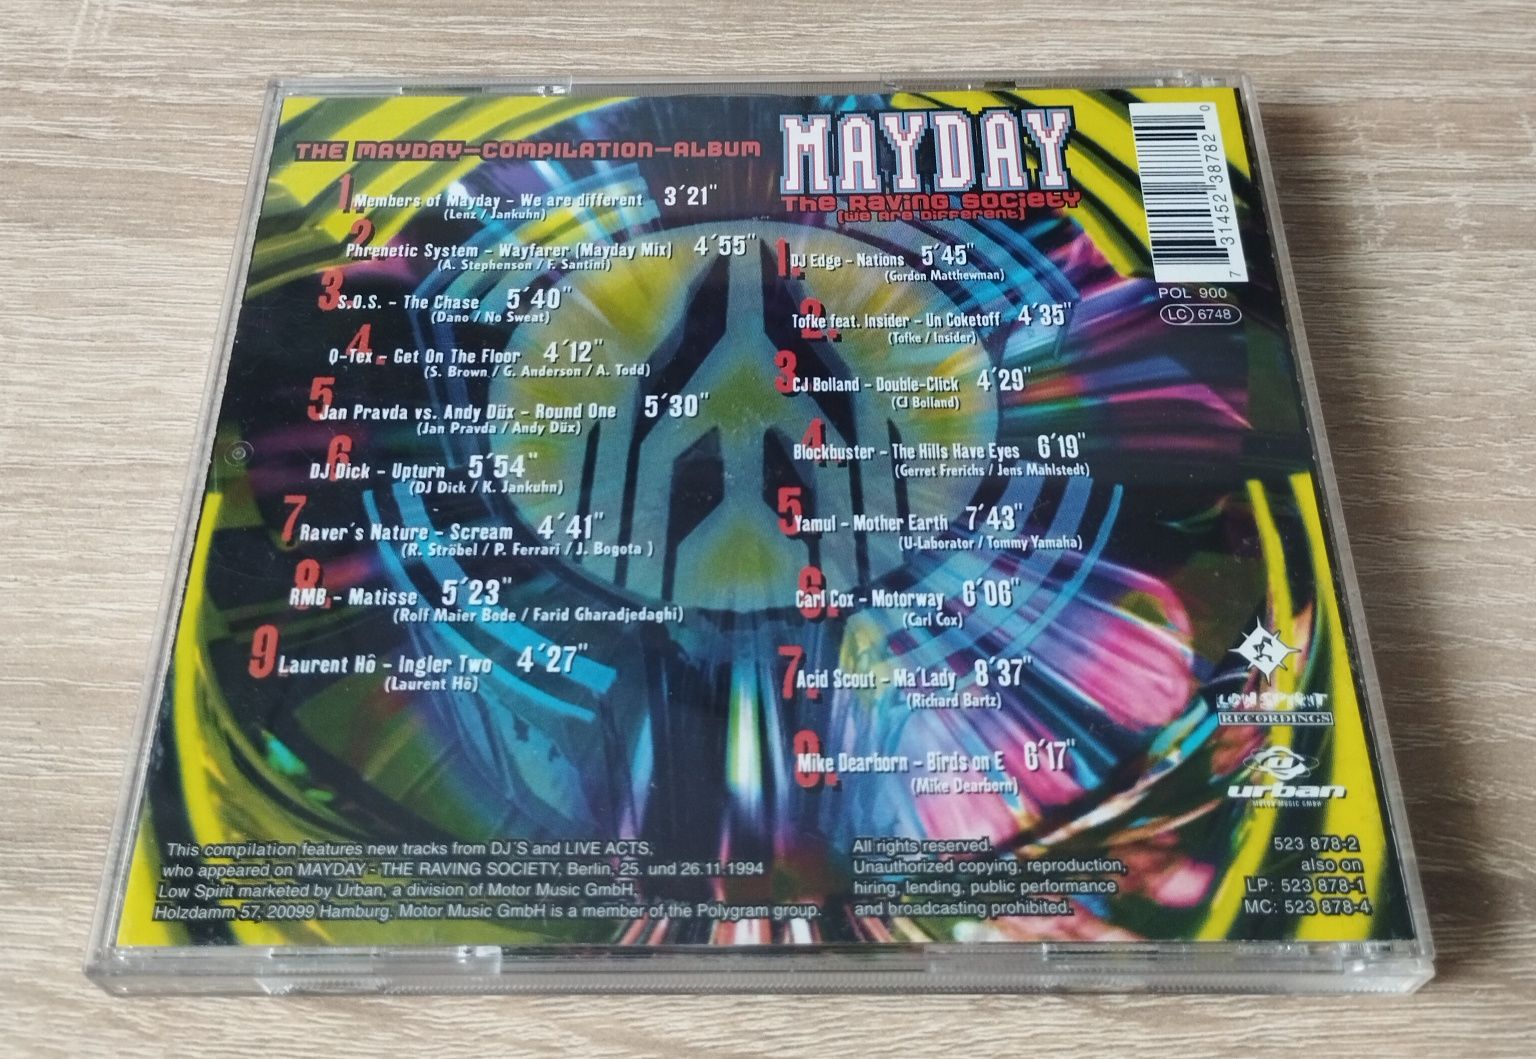 THE MAYDAY-COMPILATION-ALBUM
1. Members of Mayday - We are different 3´21"
(Lenz / Jankuhn)
2. Phrenetic System - Wayfarer (Mayday Mix) 4´55"
(A. Stephenson / F. Santini)
3. S.O.S. - The Chase 5´40"
(Dano / No Sweat)
4. Q-Tex - Get On The Floor 4´12"
(S. Brown / G. Anderson / A. Todd)
5. Jan Pravda vs. Andy Düx - Round One 5´30"
(Jan Pravda / Andy Düx)
6. DJ Dick - Upturn 5´54"
(DJ Dick / K. Jankuhn)
7. Raver´s Nature - Scream 4´41"
(R. Ströbel / P. Ferrari / J. Bogota )
8. RMB - Matisse 5´23"
(Rolf Maier Bode / Farid Gharadjedaghi)
9. Laurent Hô - Ingler Two 4´27"
(Laurent Hô)
MAYDAY
The Raving Society
(We Are Different)
1. DJ Edge - Nations 5´45"
(Gordon Matthewman)
2. Tofke feat. Insider - Un Coketoff 4´35"
(Tofke / Insider)
3. CJ Bolland - Double-Click 4´29"
(CJ Bolland)
4. Blockbuster - The Hills Have Eyes 6´19"
(Gerret Frerichs / Jens Mahlstedt)
5. Yamul - Mother Earth 7´43"
(U-Laborator / Tommy Yamaha)
6. Carl Cox - Motorway 6´06"
(Carl Cox)
7. Acid Scout - Ma´Lady 8´37"
(Richard Bartz)
8. Mike Dearborn - Birds on E 6´17"
(Mike Dearborn)
7 31452 38782 0
POL 900
LC 6748
LOW SPIRIT
RECORDINGS
urban
MOTOR MUSIC GMBH
This compilation features new tracks from DJ´S and LIVE ACTS,
who appeared on MAYDAY - THE RAVING SOCIETY, Berlin, 25. und 26.11.1994
Low Spirit marketed by Urban, a division of Motor Music GmbH,
Holzdamm 57, 20099 Hamburg. Motor Music GmbH is a member of the Polygram group.
All rights reserved.
Unauthorized copying, reproduction,
hiring, lending, public performance
and broadcasting prohibited.
523 878-2
also on
LP: 523 878-1
MC: 523 878-4